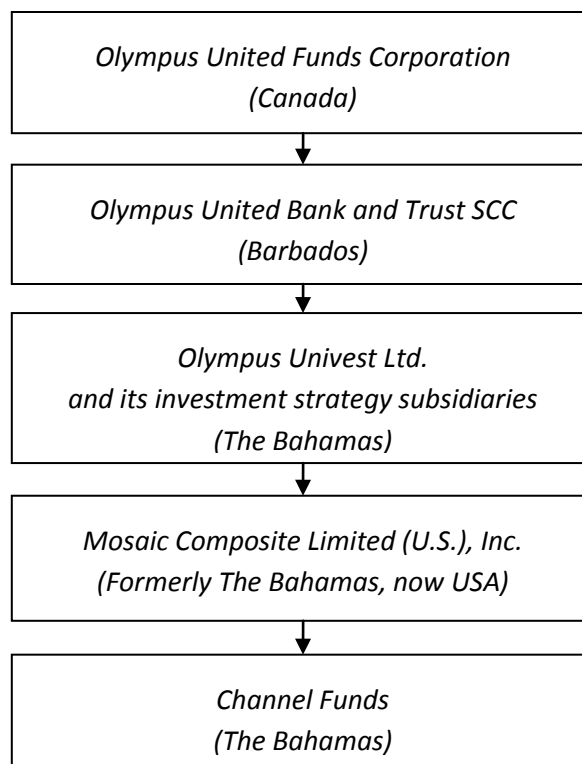 Olympus United Funds Corporation
(Canada)
Olympus United Bank and Trust SCC
(Barbados)
Olympus Univest Ltd.
and its investment strategy subsidiaries
(The Bahamas)
Mosaic Composite Limited (U.S.), Inc.
(Formerly The Bahamas, now USA)
Channel Funds
(The Bahamas)